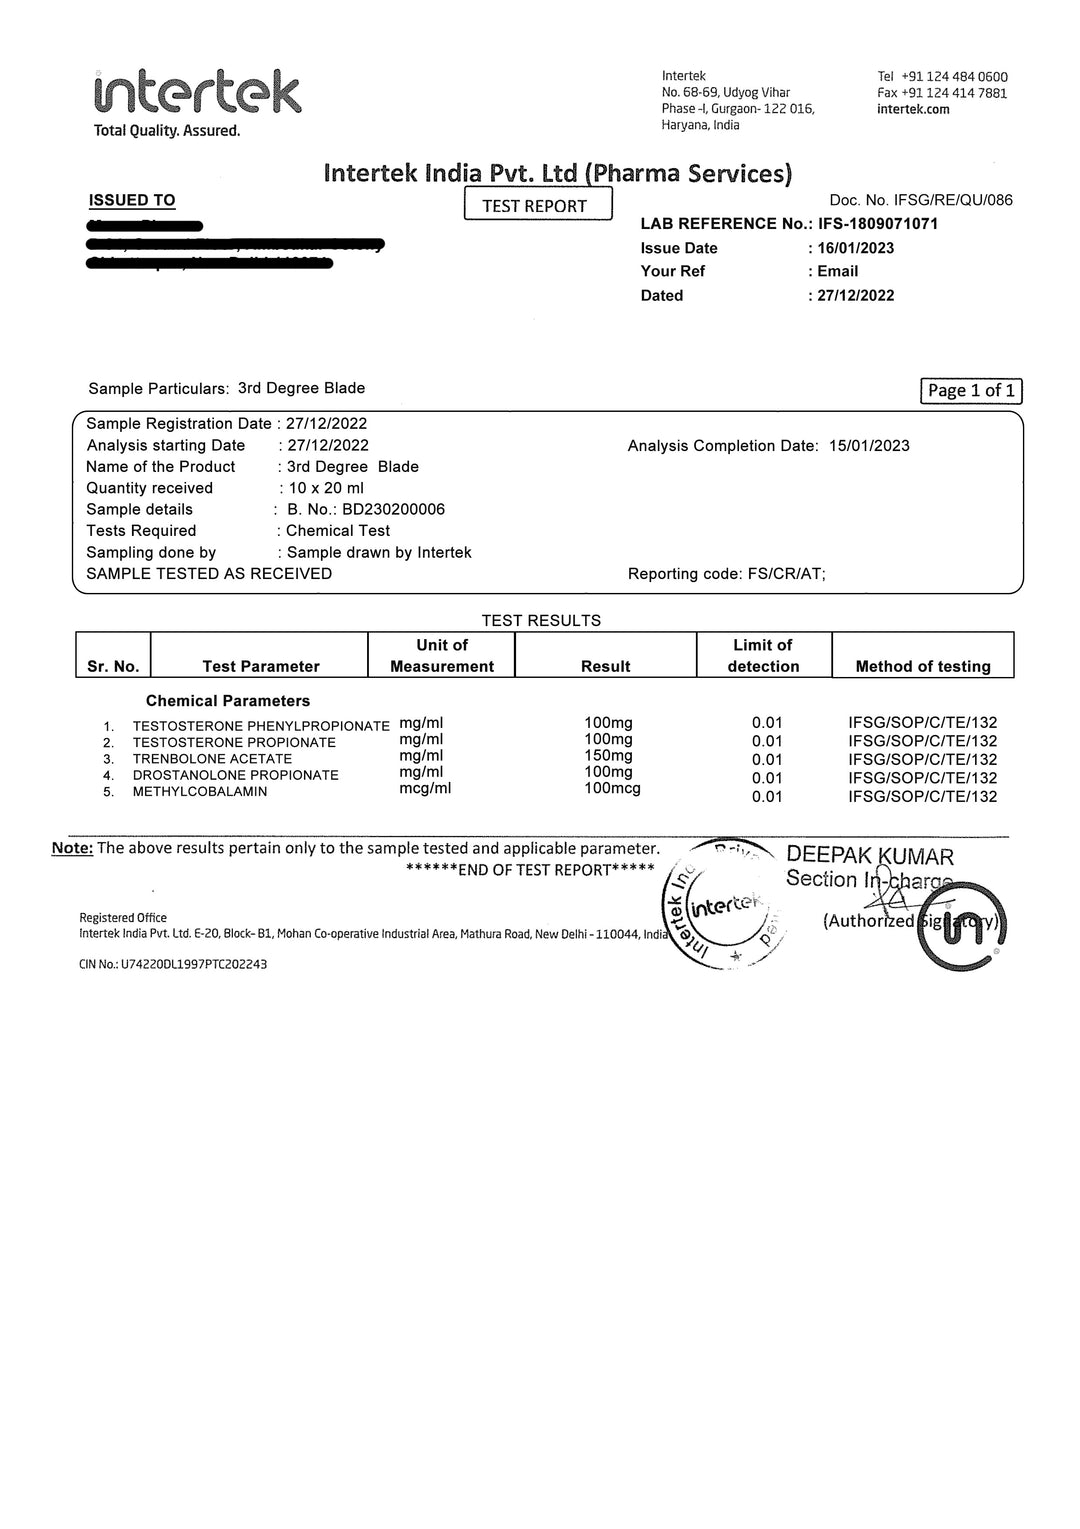 intertek
Total Quality. Assured.
Intertek
No. 68-69, Udyog Vihar
Phase -I, Gurgaon- 122 016,
Haryana, India
Tel +91 124 484 0600
Fax +91 124 414 7881
intertek.com
Intertek India Pvt. Ltd (Pharma Services)
ISSUED TO
TEST REPORT
Doc. No. IFSG/RE/QU/086
LAB REFERENCE No.: IFS-1809071071
Issue Date : 16/01/2023
Your Ref : Email
Dated : 27/12/2022
Sample Particulars: 3rd Degree Blade
Page 1 of 1
Sample Registration Date : 27/12/2022
Analysis starting Date : 27/12/2022 Analysis Completion Date: 15/01/2023
Name of the Product : 3rd Degree Blade
Quantity received : 10 x 20 ml
Sample details : B. No.: BD230200006
Tests Required : Chemical Test
Sampling done by : Sample drawn by Intertek
SAMPLE TESTED AS RECEIVED Reporting code: FS/CR/AT;
TEST RESULTS
Sr. No. Test Parameter Unit of Measurement Result Limit of detection Method of testing
Chemical Parameters
1. TESTOSTERONE PHENYLPROPIONATE mg/ml 100mg 0.01 IFSG/SOP/C/TE/132
2. TESTOSTERONE PROPIONATE mg/ml 100mg 0.01 IFSG/SOP/C/TE/132
3. TRENBOLONE ACETATE mg/ml 150mg 0.01 IFSG/SOP/C/TE/132
4. DROSTANOLONE PROPIONATE mg/ml 100mg 0.01 IFSG/SOP/C/TE/132
5. METHYLCOBALAMIN mcg/ml 100mcg 0.01 IFSG/SOP/C/TE/132
Note: The above results pertain only to the sample tested and applicable parameter.
******END OF TEST REPORT*****
DEEPAK KUMAR
Section In-charge
(Authorized Signatory)
Intertek
intertek
in
Registered Office
Intertek India Pvt. Ltd. E-20, Block- B1, Mohan Co-operative Industrial Area, Mathura Road, New Delhi - 110044, India
CIN No.: U74220DL1997PTC202243